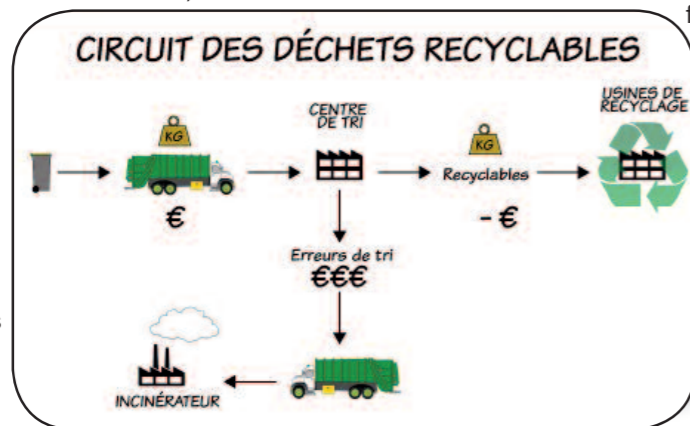 CIRCUIT DES DÉCHETS RECYCLABLES
CENTRE
DE TRI
USINES DE
RECYCLAGE
KG
KG
Recyclables
€
- €
Erreurs de tri
€€€
INCINÉRATEUR